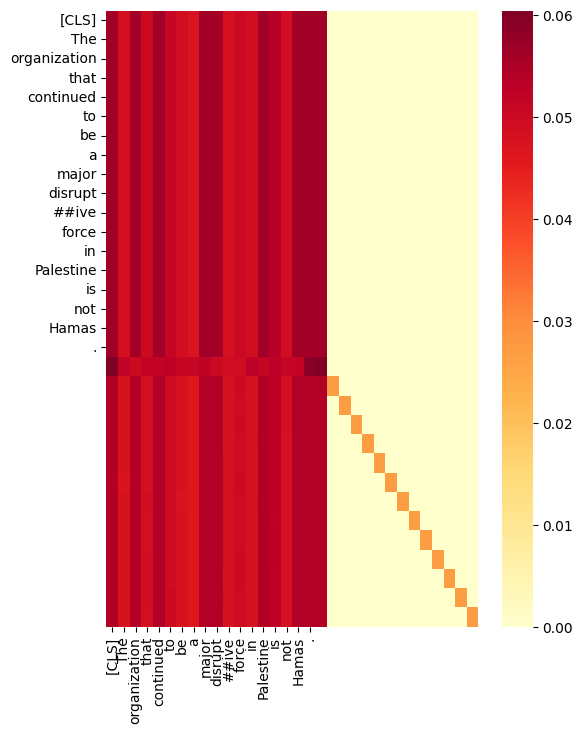 [CLS]
The
organization
that
continued
to
be
a
major
disrupt
##ive
force
in
Palestine
is
not
Hamas
.
0.06
0.05
0.04
0.03
0.02
0.01
0.00
[CLS]
The
organization
that
continued
to
be
a
major
disrupt
##ive
force
in
Palestine
is
not
Hamas
.